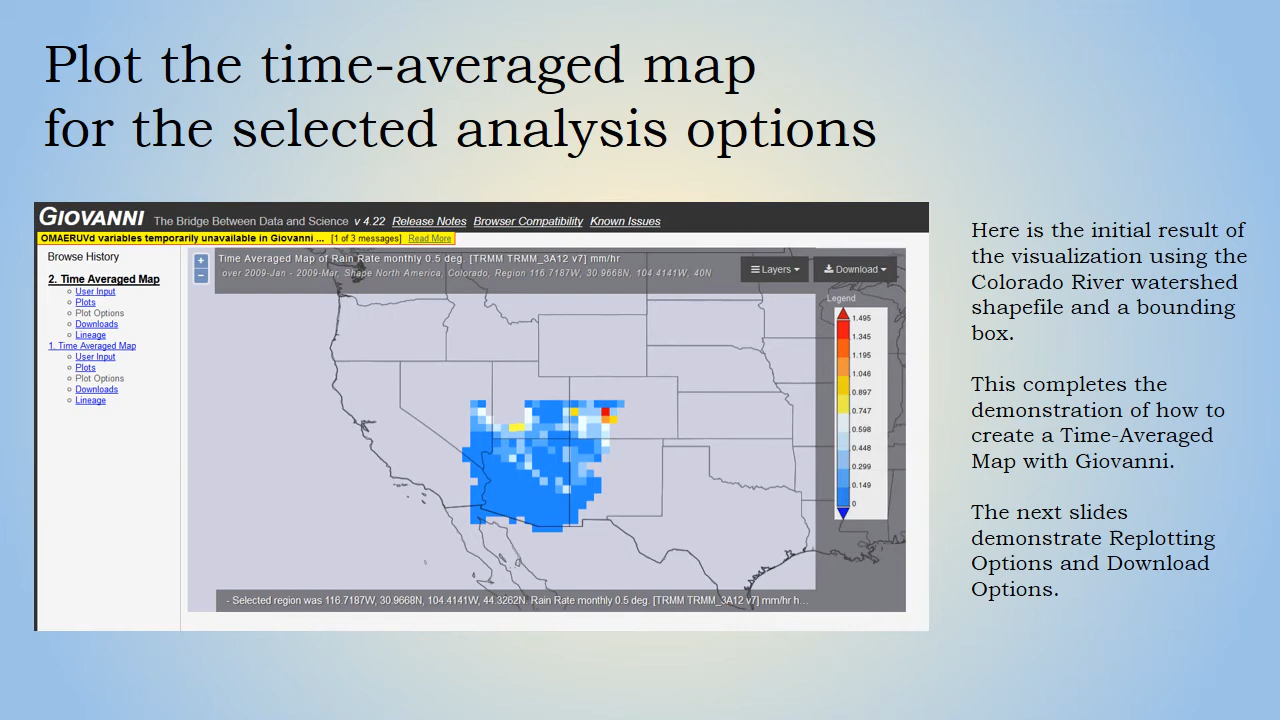 Plot the time-averaged map
for the selected analysis options
GIOVANNI The Bridge Between Data and Science v 4.22 Release Notes Browser Compatibility Known Issues
OMAERUVd variables temporarily unavailable in Giovanni ... [1 of 3 messages] Read More
Browse History
2. Time Averaged Map
User Input
Plots
Plot Options
Downloads
Lineage
1. Time Averaged Map
User Input
Plots
Plot Options
Downloads
Lineage
+
−
Time Averaged Map of Rain Rate monthly 0.5 deg. [TRMM TRMM_3A12 v7] mm/hr
over 2009-Jan - 2009-Mar, Shape North America, Colorado, Region 116.7187W, 30.9668N, 104.4141W, 40N
Layers
Download
Legend
1.495
1.345
1.195
1.046
0.897
0.747
0.598
0.448
0.299
0.149
0
- Selected region was 116.7187W, 30.9668N, 104.4141W, 44.3262N. Rain Rate monthly 0.5 deg. [TRMM TRMM_3A12 v7] mm/hr h...
Here is the initial result of
the visualization using the
Colorado River watershed
shapefile and a bounding
box.
This completes the
demonstration of how to
create a Time-Averaged
Map with Giovanni.
The next slides
demonstrate Replotting
Options and Download
Options.